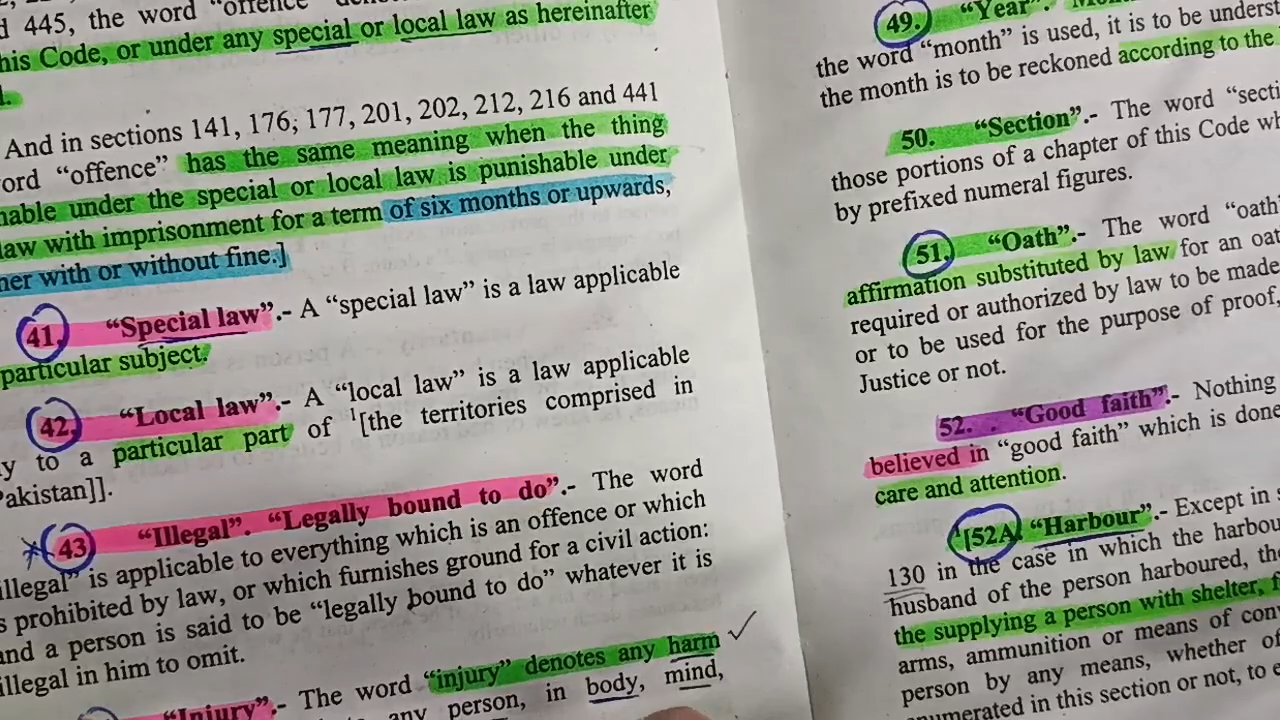 445, the word "offence"
his Code, or under any special or local law as hereinafter
And in sections 141, 176, 177, 201, 202, 212, 216 and 441
ord "offence" has the same meaning when the thing
nable under the special or local law is punishable under
law with imprisonment for a term of six months or upwards,
her with or without fine.]
41. "Special law".- A "special law" is a law applicable
particular subject.
42. "Local law".- A "local law" is a law applicable
y to a particular part of 1[the territories comprised in
Pakistan]].
43 "Illegal". "Legally bound to do".- The word
illegal" is applicable to everything which is an offence or which
s prohibited by law, or which furnishes ground for a civil action:
and a person is said to be "legally bound to do" whatever it is
illegal in him to omit.
"Injury".- The word "injury" denotes any harm
any person, in body, mind,
49. "Year".
the word "month" is used, it is to be underst
the month is to be reckoned according to the
50. "Section".- The word "secti
those portions of a chapter of this Code wh
by prefixed numeral figures.
51. "Oath".- The word "oath"
affirmation substituted by law for an oat
required or authorized by law to be made
or to be used for the purpose of proof,
Justice or not.
52. "Good faith".- Nothing
believed in "good faith" which is done
care and attention.
[52A. "Harbour".- Except in
130 in the case in which the harbou
husband of the person harboured, the
the supplying a person with shelter, f
arms, ammunition or means of con
person by any means, whether of
enumerated in this section or not, to e